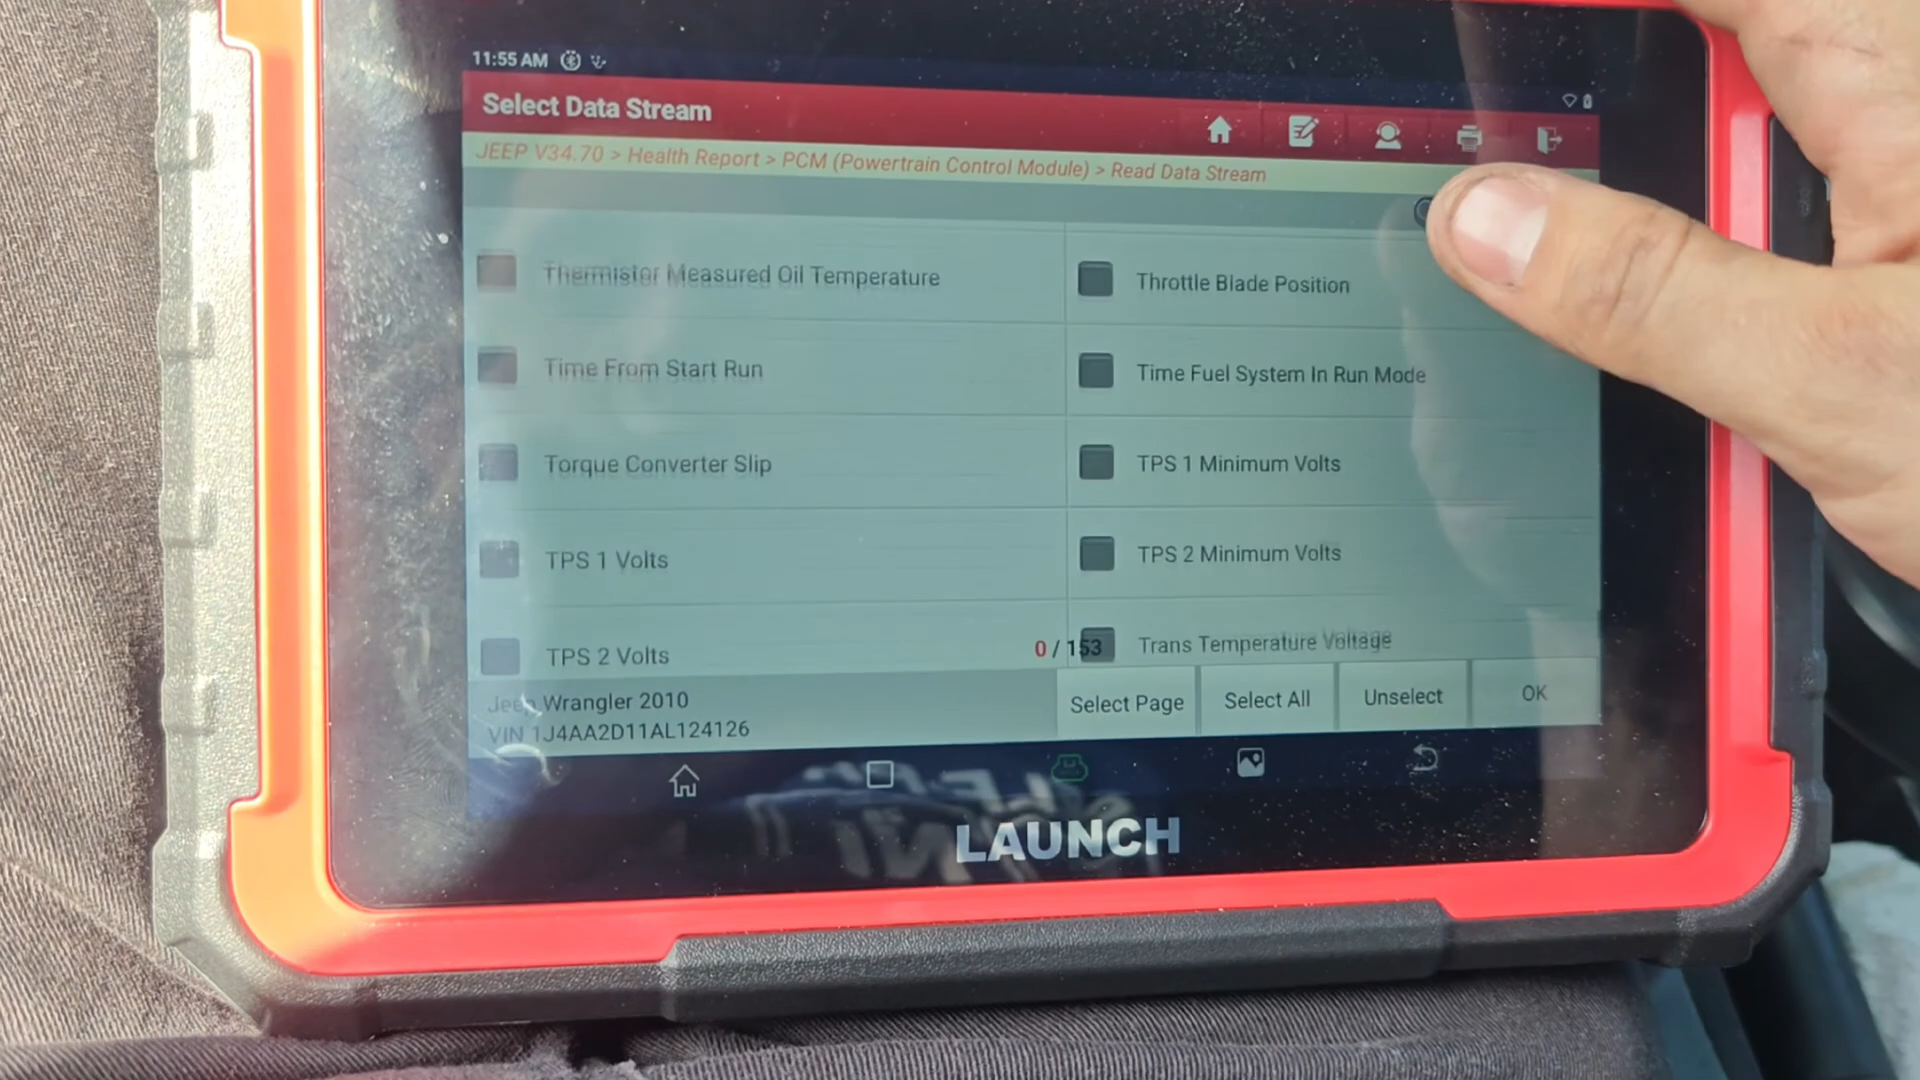 11:55 AM
Select Data Stream
JEEP V34.70 > Health Report > PCM (Powertrain Control Module) > Read Data Stream
Thermistor Measured Oil Temperature
Throttle Blade Position
Time From Start Run
Time Fuel System In Run Mode
Torque Converter Slip
TPS 1 Minimum Volts
TPS 1 Volts
TPS 2 Minimum Volts
TPS 2 Volts
0 / 153
Trans Temperature Voltage
Jeep Wrangler 2010
VIN 1J4AA2D11AL124126
Select Page
Select All
Unselect
OK
LAUNCH